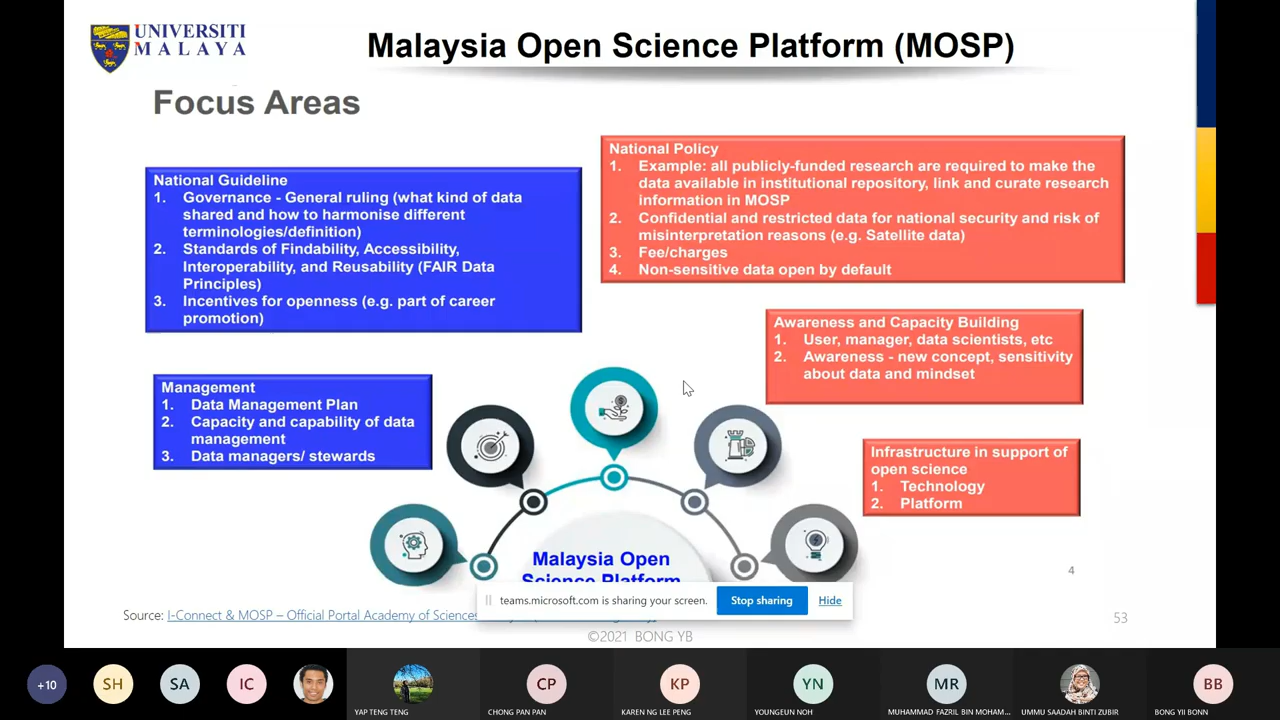 UNIVERSITI
MALAYA
Malaysia Open Science Platform (MOSP)
Focus Areas
National Guideline
1. Governance - General ruling (what kind of data
shared and how to harmonise different
terminologies/definition)
2. Standards of Findability, Accessibility,
Interoperability, and Reusability (FAIR Data
Principles)
3. Incentives for openness (e.g. part of career
promotion)
National Policy
1. Example: all publicly-funded research are required to make the
data available in institutional repository, link and curate research
information in MOSP
2. Confidential and restricted data for national security and risk of
misinterpretation reasons (e.g. Satellite data)
3. Fee/charges
4. Non-sensitive data open by default
Awareness and Capacity Building
1. User, manager, data scientists, etc
2. Awareness - new concept, sensitivity
about data and mindset
Management
1. Data Management Plan
2. Capacity and capability of data
management
3. Data managers/ stewards
Infrastructure in support of
open science
1. Technology
2. Platform
Malaysia Open
Science Platform
4
teams.microsoft.com is sharing your screen.
Stop sharing
Hide
Source: I-Connect & MOSP – Official Portal Academy of Sciences
53
©2021 BONG YB
+10
SH
SA
IC
CP
KP
YN
MR
BB
YAP TENG TENG
CHONG PAN PAN
KAREN NG LEE PENG
YOUNGEUN NOH
MUHAMMAD FAZRIL BIN MOHAM...
UMMU SAADAH BINTI ZUBIR
BONG YII BONN